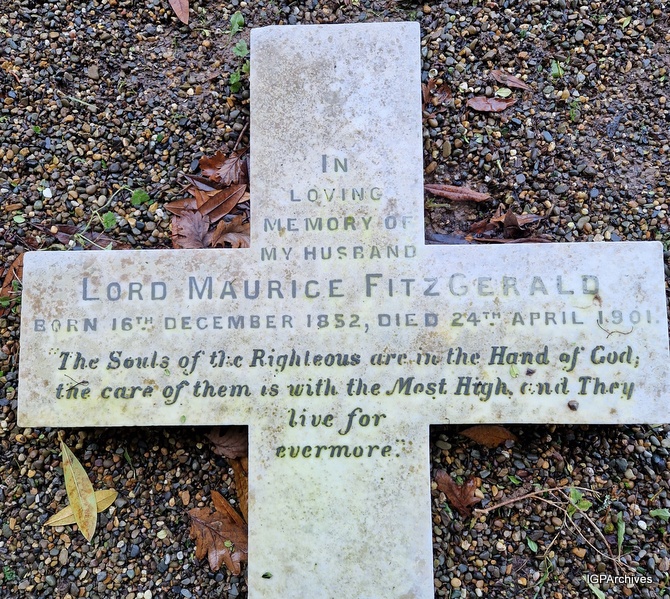 IN
LOVING
MEMORY OF
MY HUSBAND
LORD MAURICE FITZGERALD
BORN 16TH DECEMBER 1852, DIED 24TH APRIL 1901.
"The Souls of the Righteous are in the Hand of God;
the care of them is with the Most High, and They
live for
evermore."
IGPArchives